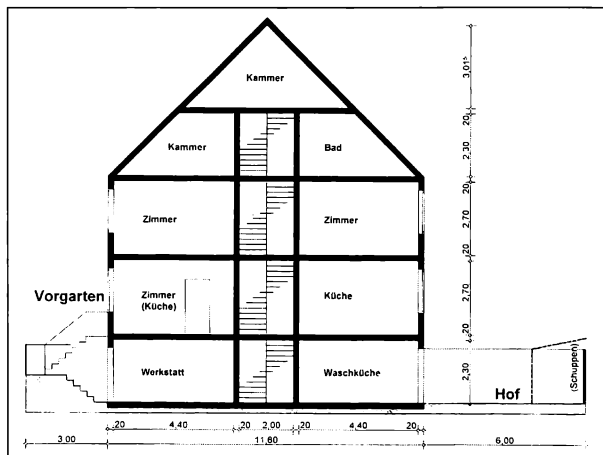 Kammer
3,01⁵
20
Kammer
Bad
2,30
20
Zimmer
Zimmer
2,70
20
Vorgarten
Zimmer
(Küche)
Küche
2,70
20
Werkstatt
Waschküche
2,30
(Schuppen)
Hof
20
4,40
20
2,00
20
4,40
20
3,00
11,80
6,00